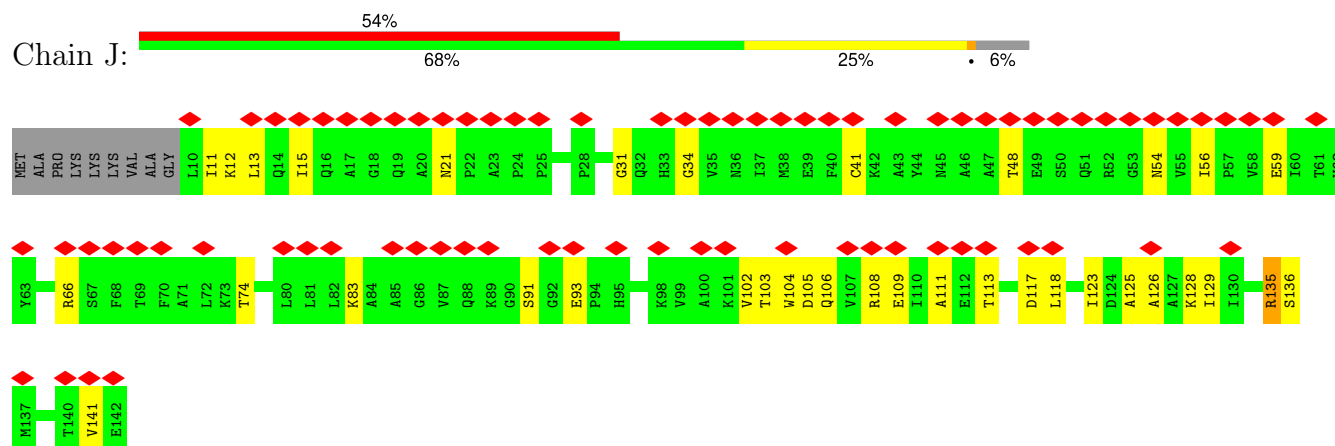 54%
Chain J:
68% 25% • 6%
MET ALA PRO LYS LYS LYS VAL ALA GLY L10 I11 K12 L13 Q14 I15 Q16 A17 G18 Q19 A20 N21 P22 A23 P24 P25 P28 G31 Q32 H33 G34 V35 N36 I37 M38 E39 F40 C41 K42 A43 Y44 N45 A46 A47 T48 E49 S50 Q51 R52 G53 N54 V55 I56 P57 V58 E59 I60 T61
Y63 R66 S67 F68 T69 F70 A71 L72 K73 T74 L80 L81 L82 K83 A84 A85 G86 V87 Q88 K89 G90 S91 G92 E93 P94 H95 K98 V99 A100 K101 V102 T103 W104 D105 Q106 V107 R108 E109 I110 A111 E112 T113 D117 L118 I123 D124 A125 A126 A127 K128 I129 I130 R135 S136
M137 T140 V141 E142